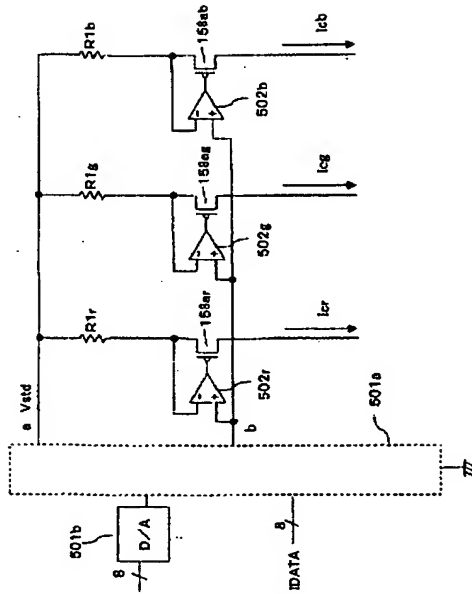 R1b
158ab
502b
Icb
R1g
158ag
502g
Icg
R1r
158ar
502r
Icr
a Vstd
b
501a
501b
D/A
8
IDATA
8